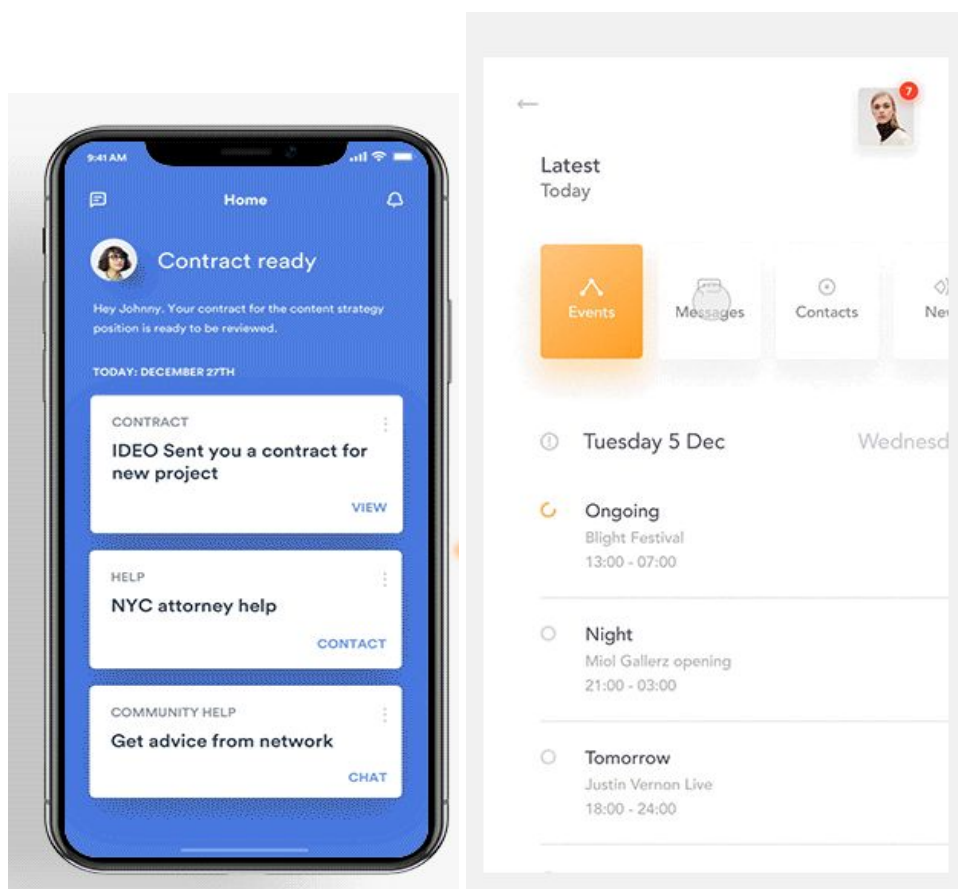 9:41 AM
Home
Contract ready
Hey Johnny. Your contract for the content strategy
position is ready to be reviewed.
TODAY: DECEMBER 27TH
CONTRACT
IDEO Sent you a contract for
new project
VIEW
HELP
NYC attorney help
CONTACT
COMMUNITY HELP
Get advice from network
CHAT
7
Latest
Today
Events
Messages
Contacts
Tuesday 5 Dec
Wednesd
Ongoing
Blight Festival
13:00 - 07:00
Night
Miol Gallerz opening
21:00 - 03:00
Tomorrow
Justin Vernon Live
18:00 - 24:00